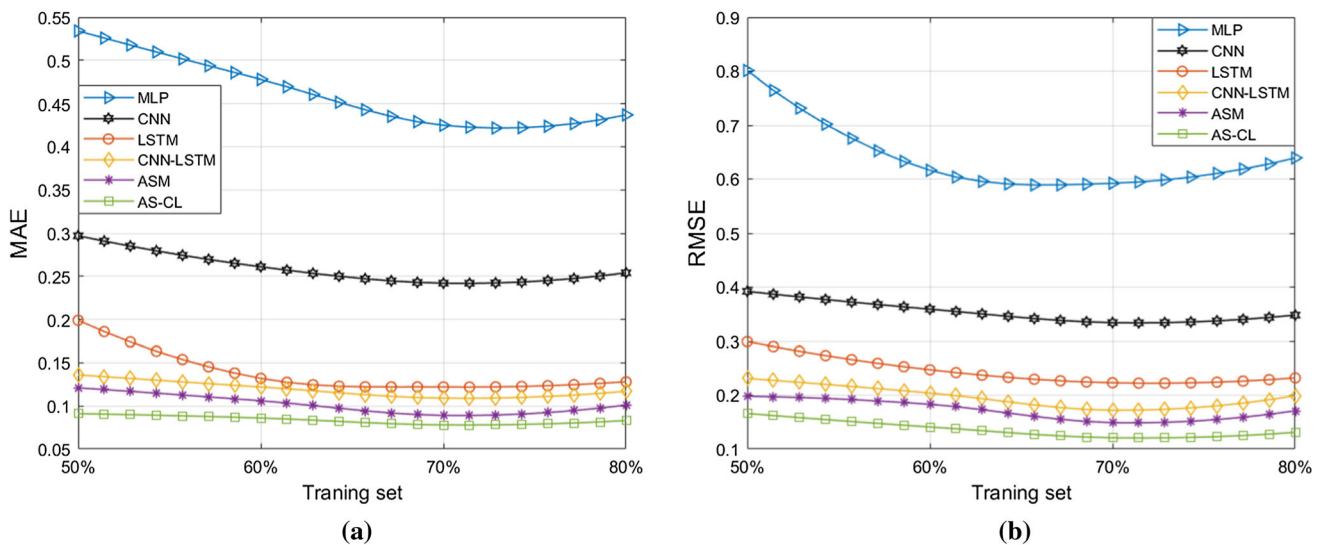 0.55
0.5
0.45
0.4
0.35
0.3
0.25
0.2
0.15
0.1
0.05
MAE
MLP
CNN
LSTM
CNN-LSTM
ASM
AS-CL
50% 60% 70% 80%
Traning set
(a)
0.9
0.8
0.7
0.6
0.5
0.4
0.3
0.2
0.1
RMSE
MLP
CNN
LSTM
CNN-LSTM
ASM
AS-CL
50% 60% 70% 80%
Traning set
(b)